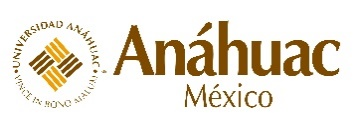 • UNIVERSIDAD ANÁHUAC •
VINCE IN BONO MALUM
Anáhuac
México